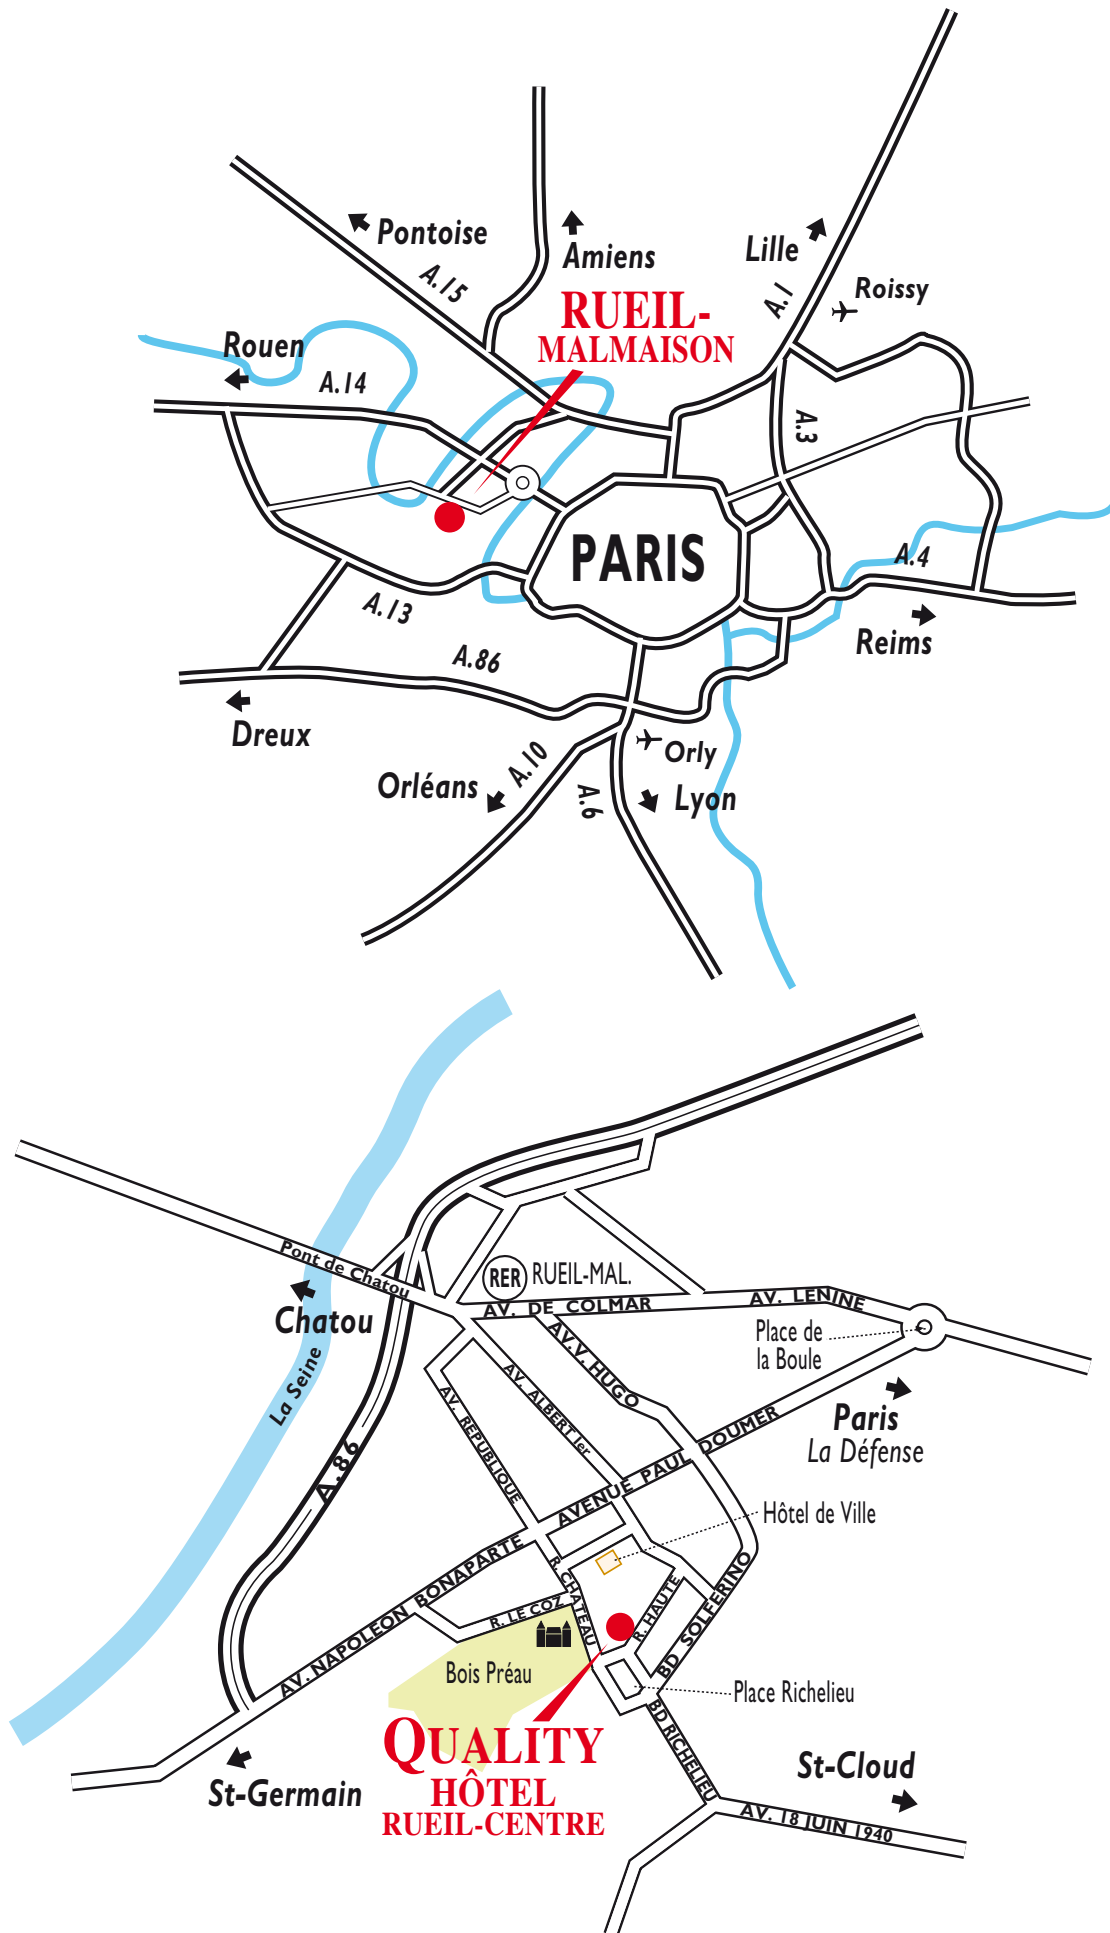 Pontoise
Amiens
Lille
A.15
A.1
Roissy
RUEIL-
MALMAISON
Rouen
A.14
A.3
PARIS
A.4
A.13
Reims
A.86
Dreux
Orly
A.10
Orléans
A.6
Lyon
Pont de Chatou
RER
RUEIL-MAL.
AV. DE COLMAR
AV. LENINE
Chatou
Place de
la Boule
La Seine
AV.V. HUGO
AV. ALBERT Ier
AV. REPUBLIQUE
Paris
La Défense
A.86
AVENUE PAUL DOUMER
Hôtel de Ville
AV. NAPOLEON BONAPARTE
R. CHATEAU
R. LE COZ
R. HAUTE
BD SOLFERINO
Bois Préau
Place Richelieu
BD RICHELIEU
QUALITY
HÔTEL
RUEIL-CENTRE
St-Germain
St-Cloud
AV. 18 JUIN 1940